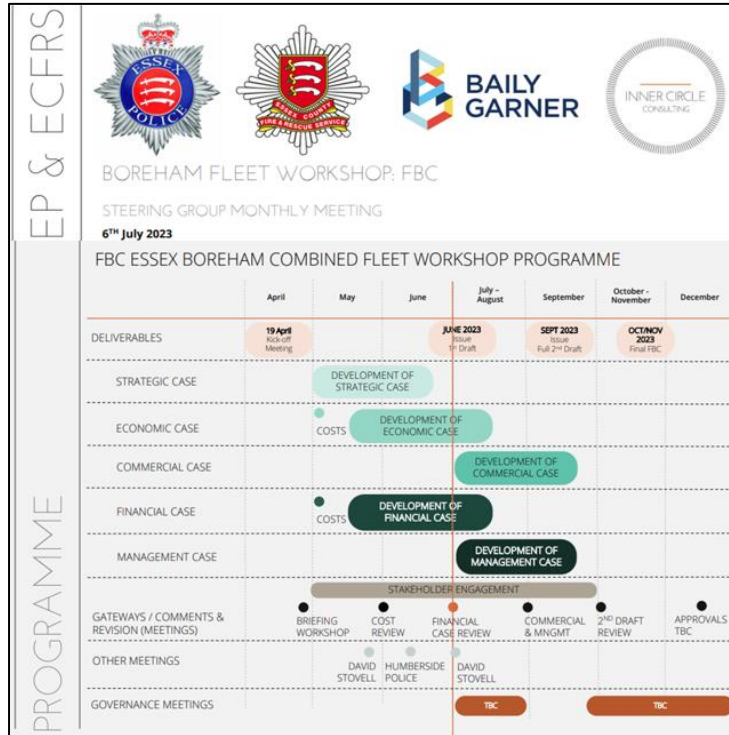 EP & ECFRS
ESSEX
POLICE
ESSEX COUNTY
FIRE & RESCUE SERVICE
BAILY
GARNER
INNER CIRCLE
CONSULTING
BOREHAM FLEET WORKSHOP: FBC
STEERING GROUP MONTHLY MEETING
6TH July 2023
PROGRAMME
FBC ESSEX BOREHAM COMBINED FLEET WORKSHOP PROGRAMME
April May June July – August September October - November December
DELIVERABLES
19 April
Kick-off
Meeting
JUNE 2023
Issue
1st Draft
SEPT 2023
Issue
Full 2nd Draft
OCT/NOV
2023
Final FBC
STRATEGIC CASE
DEVELOPMENT OF
STRATEGIC CASE
ECONOMIC CASE
COSTS
DEVELOPMENT OF
ECONOMIC CASE
COMMERCIAL CASE
DEVELOPMENT OF
COMMERCIAL CASE
FINANCIAL CASE
COSTS
DEVELOPMENT OF
FINANCIAL CASE
MANAGEMENT CASE
DEVELOPMENT OF
MANAGEMENT CASE
STAKEHOLDER ENGAGEMENT
GATEWAYS / COMMENTS &
REVISION (MEETINGS)
BRIEFING
WORKSHOP
COST
REVIEW
FINANCIAL
CASE REVIEW
COMMERCIAL
& MNGMT
2ND DRAFT
REVIEW
APPROVALS
TBC
OTHER MEETINGS
DAVID
STOVELL
HUMBERSIDE
POLICE
DAVID
STOVELL
GOVERNANCE MEETINGS
TBC
TBC